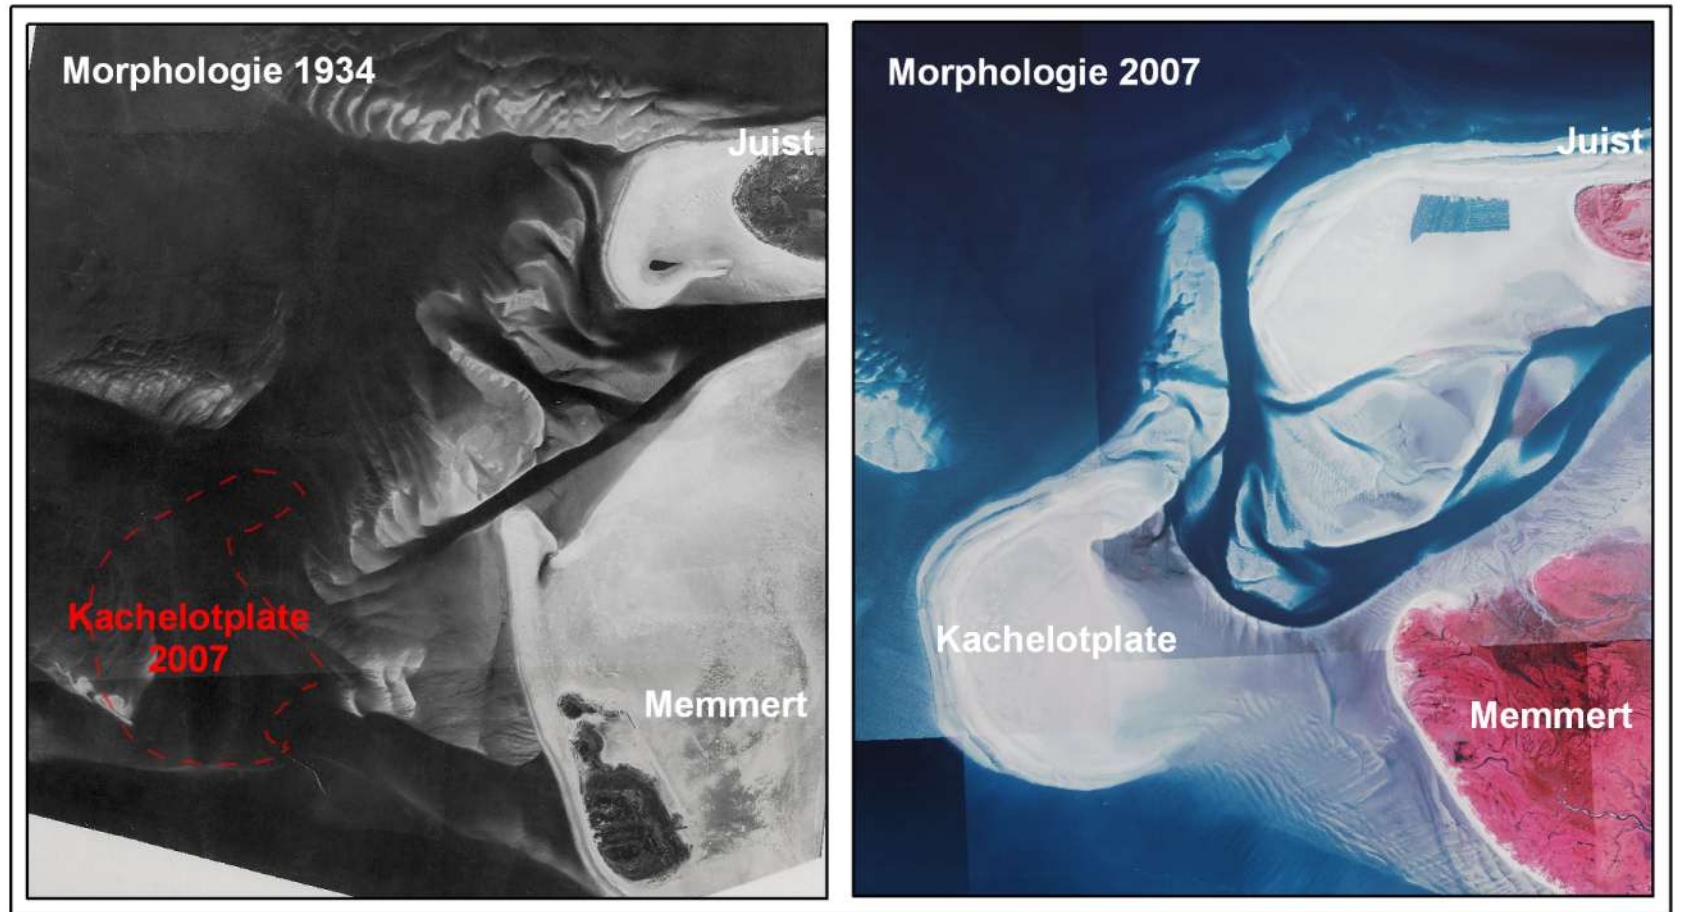 Morphologie 1934
Juist
Kachelotplate
2007
Memmert
Morphologie 2007
Juist
Kachelotplate
Memmert